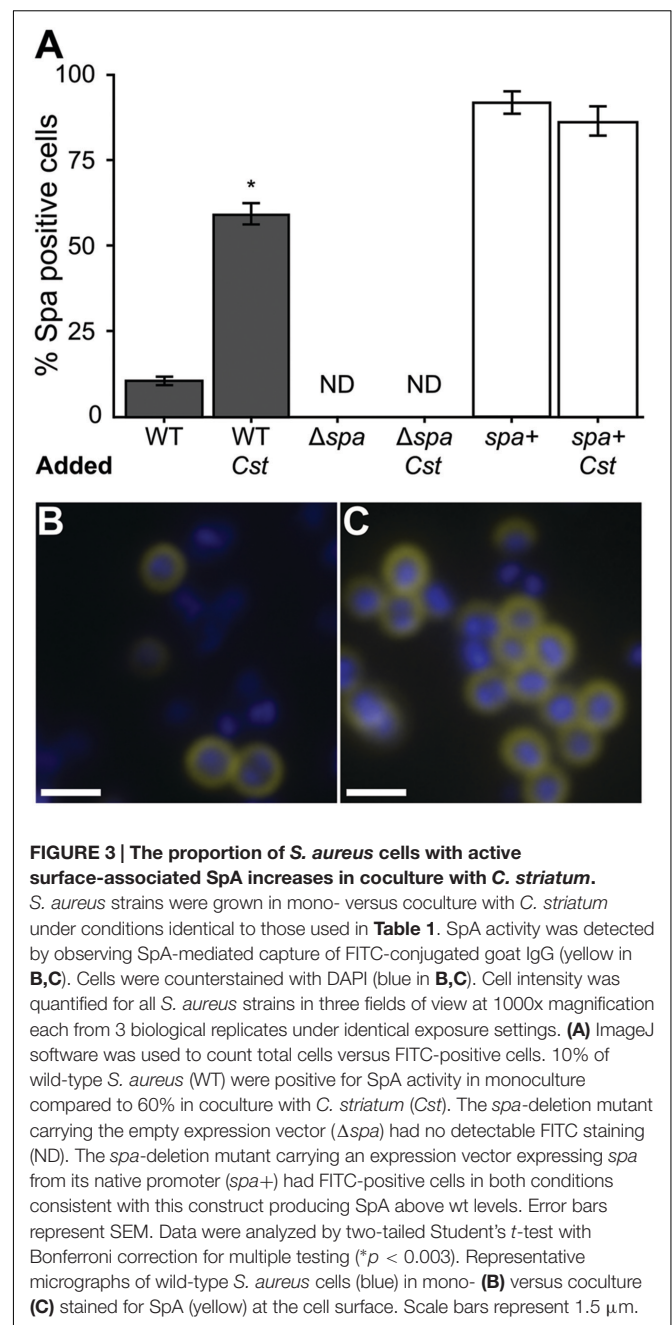 A
100
75
50
25
0
% Spa positive cells
*
ND
ND
WT
WT
Δspa
Δspa
spa+
spa+
Added
Cst
Cst
Cst
B
C
FIGURE 3 | The proportion of S. aureus cells with active
surface-associated SpA increases in coculture with C. striatum.
S. aureus strains were grown in mono- versus coculture with C. striatum
under conditions identical to those used in Table 1. SpA activity was detected
by observing SpA-mediated capture of FITC-conjugated goat IgG (yellow in
B,C). Cells were counterstained with DAPI (blue in B,C). Cell intensity was
quantified for all S. aureus strains in three fields of view at 1000x magnification
each from 3 biological replicates under identical exposure settings. (A) ImageJ
software was used to count total cells versus FITC-positive cells. 10% of
wild-type S. aureus (WT) were positive for SpA activity in monoculture
compared to 60% in coculture with C. striatum (Cst). The spa-deletion mutant
carrying the empty expression vector (Δspa) had no detectable FITC staining
(ND). The spa-deletion mutant carrying an expression vector expressing spa
from its native promoter (spa+) had FITC-positive cells in both conditions
consistent with this construct producing SpA above wt levels. Error bars
represent SEM. Data were analyzed by two-tailed Student's t-test with
Bonferroni correction for multiple testing (*p < 0.003). Representative
micrographs of wild-type S. aureus cells (blue) in mono- (B) versus coculture
(C) stained for SpA (yellow) at the cell surface. Scale bars represent 1.5 μm.